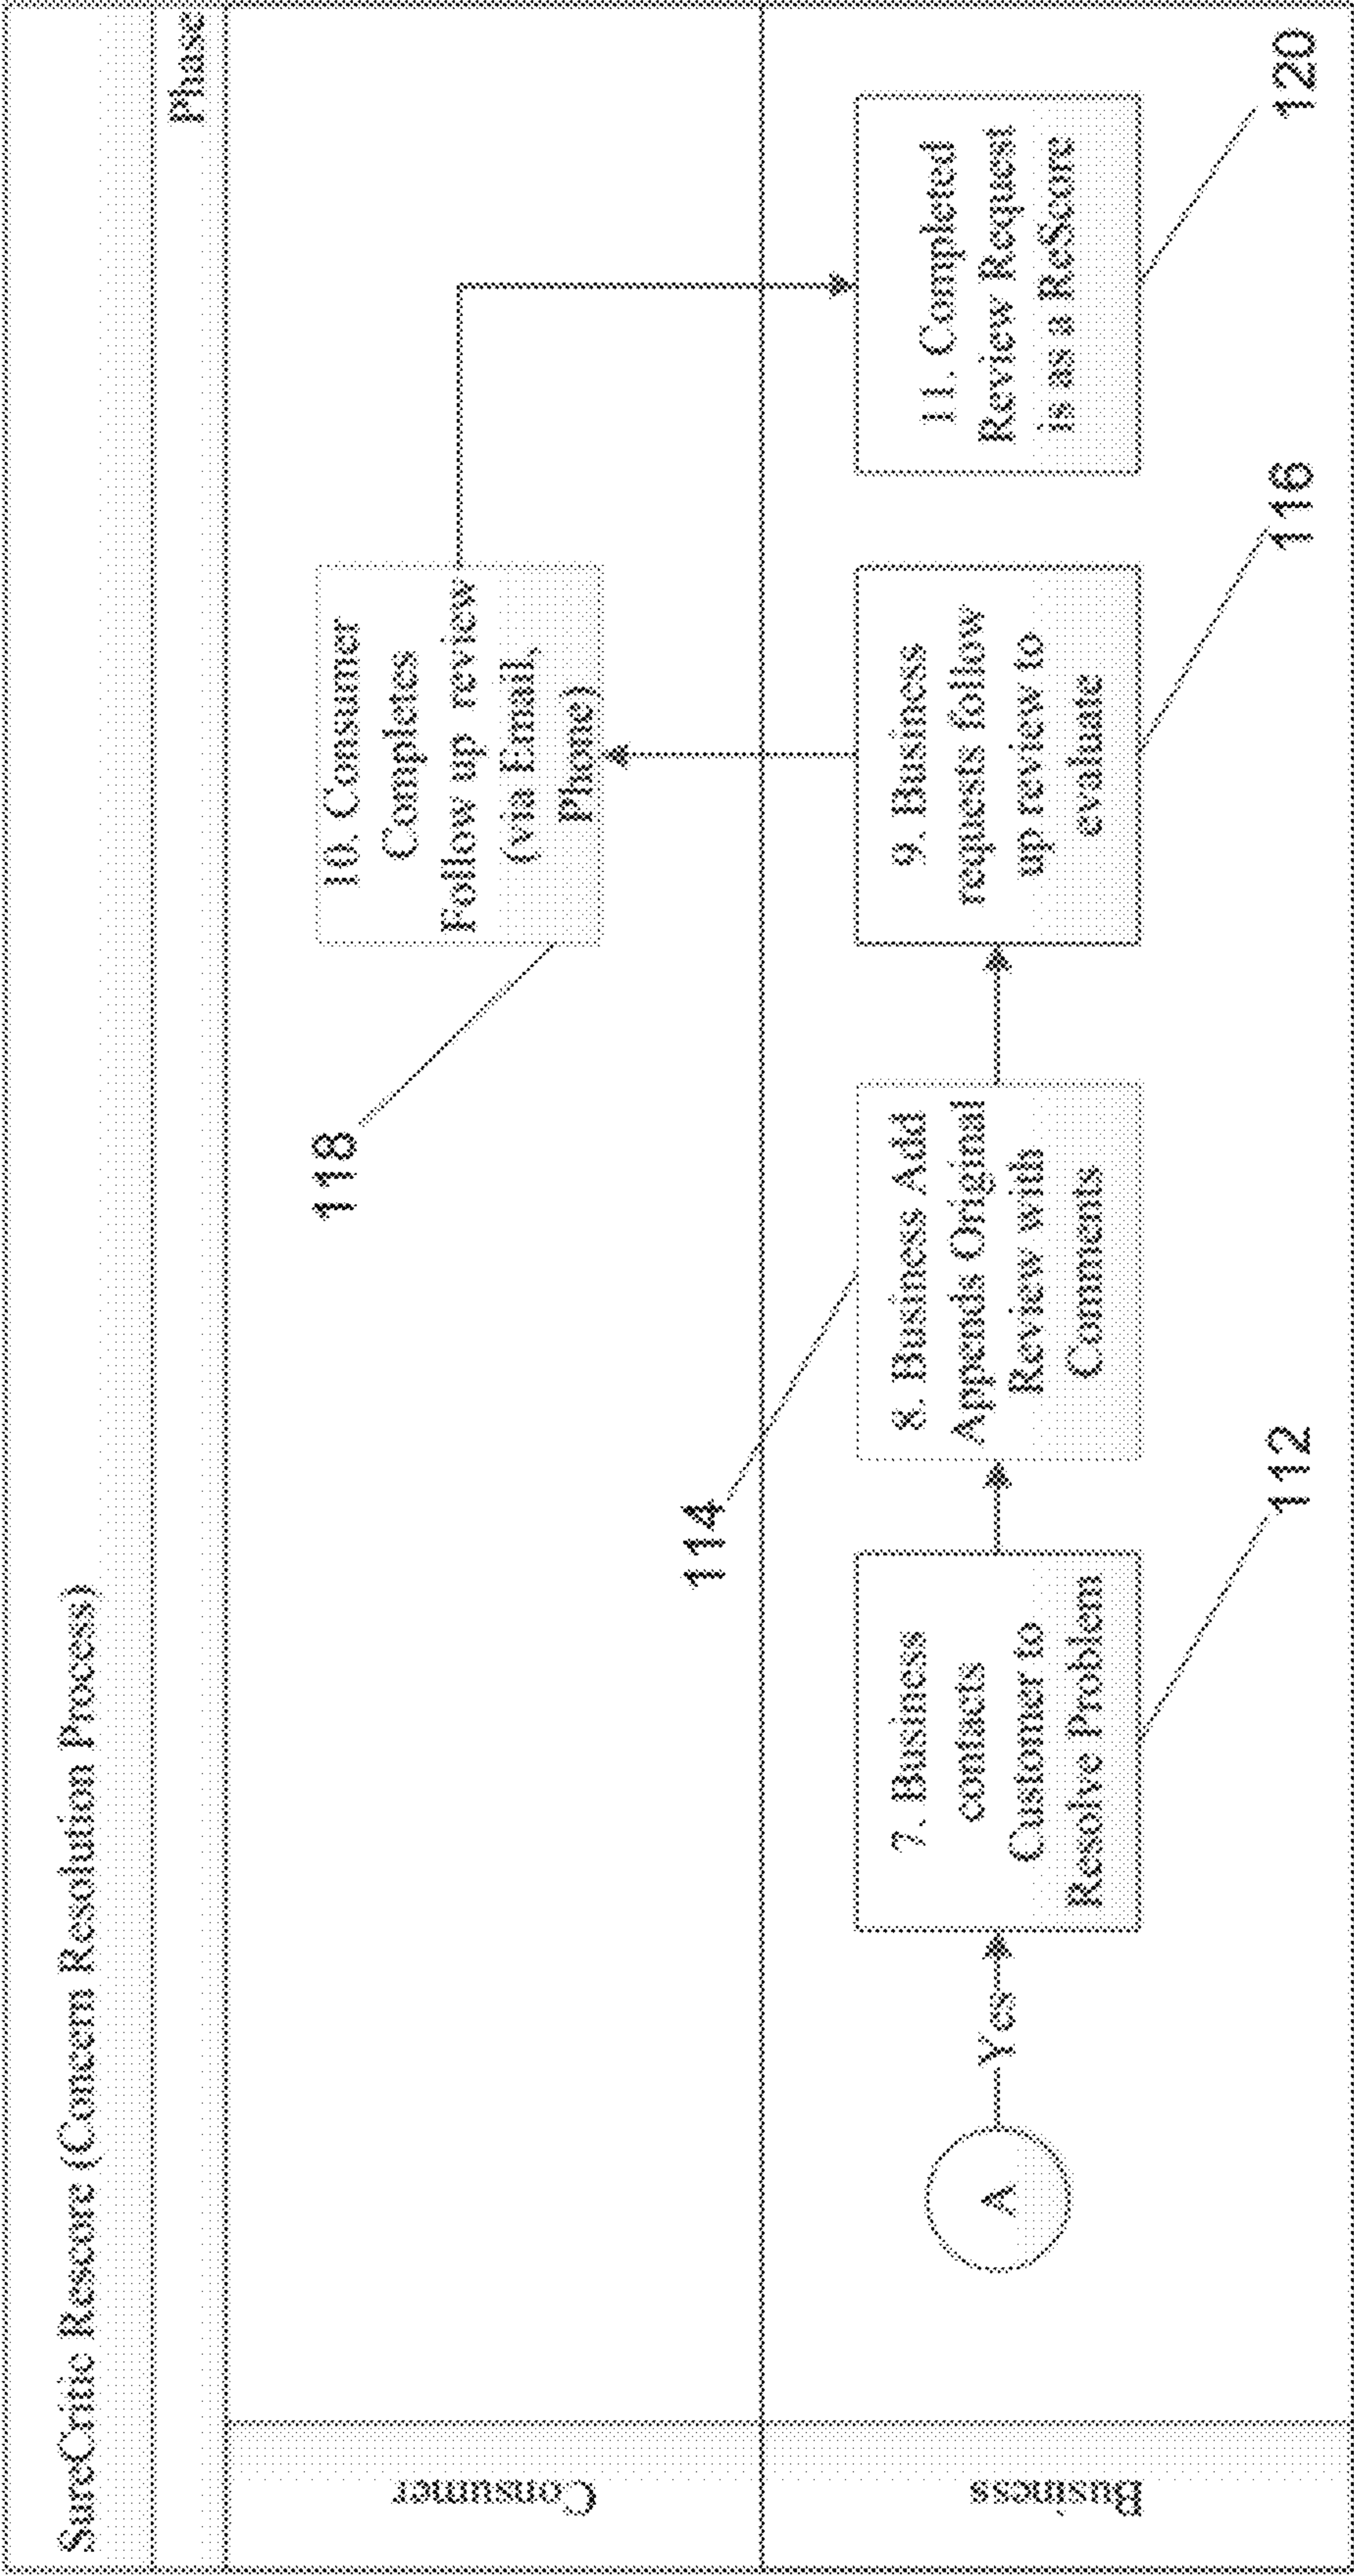 SureCritic Rescore (Concern Resolution Process)
Phase
Consumer
10. Consumer
Completes
Follow up review
(via Email,
Phone)
118
Business
A
Yes
7. Business
contacts
Customer to
Resolve Problem
112
8. Business Add
Appends Original
Review with
Comments
114
9. Business
requests follow
up review to
evaluate
116
11. Completed
Review Request
is as a ReScore
120